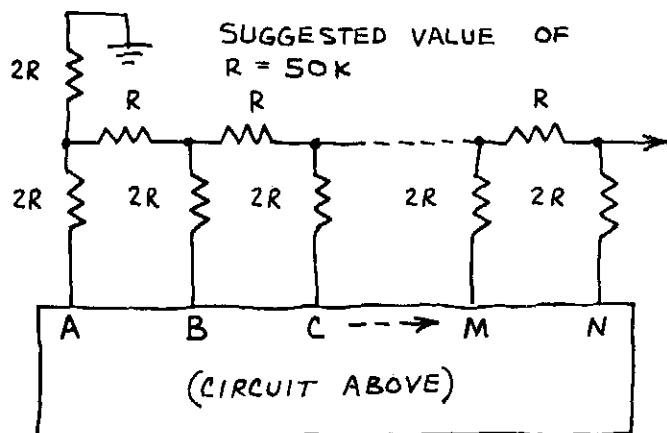 SUGGESTED VALUE OF
R = 50K
2R
R
R
R
2R
2R
2R
2R
2R
A
B
C
M
N
(CIRCUIT ABOVE)